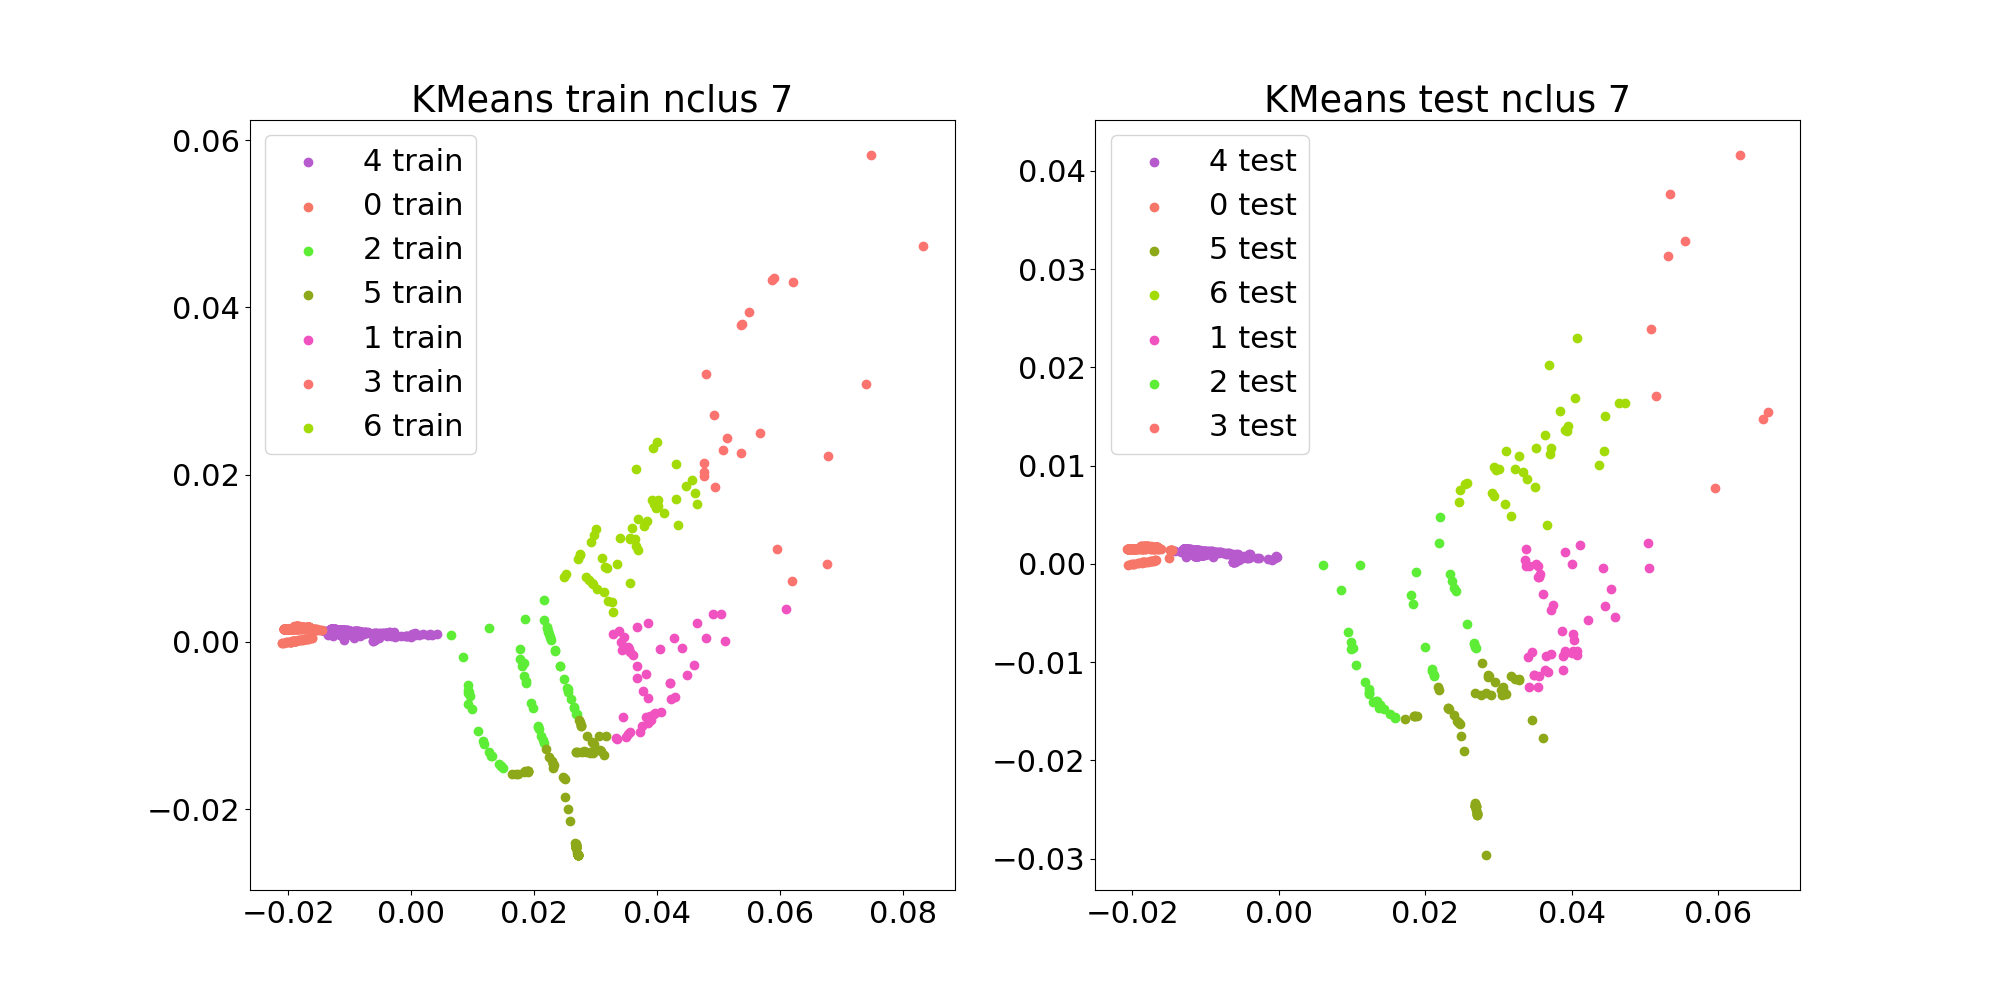 KMeans train nclus 7
0.06
0.04
0.02
0.00
−0.02
4 train
0 train
2 train
5 train
1 train
3 train
6 train
−0.02 0.00 0.02 0.04 0.06 0.08
KMeans test nclus 7
0.04
0.03
0.02
0.01
0.00
−0.01
−0.02
−0.03
4 test
0 test
5 test
6 test
1 test
2 test
3 test
−0.02 0.00 0.02 0.04 0.06